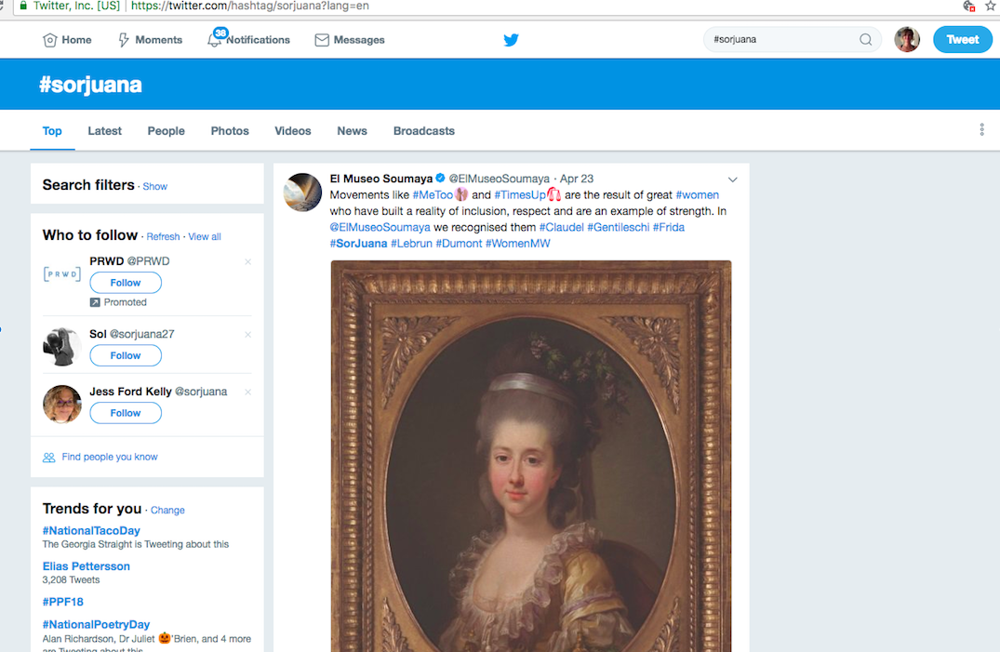 Twitter, Inc. [US] https://twitter.com/hashtag/sorjuana?lang=en
Home Moments 38 Notifications Messages #sorjuana Tweet
#sorjuana
Top Latest People Photos Videos News Broadcasts
Search filters · Show
Who to follow · Refresh · View all
PRWD @PRWD
[PRWD]
Follow
Promoted
Sol @sorjuana27
Follow
Jess Ford Kelly @sorjuana
Follow
Find people you know
Trends for you · Change
#NationalTacoDay
The Georgia Straight is Tweeting about this
Elias Pettersson
3,208 Tweets
#PPF18
#NationalPoetryDay
Alan Richardson, Dr Juliet 🎃'Brien, and 4 more
are Tweeting about this
El Museo Soumaya @ElMuseoSoumaya · Apr 23
Movements like #MeToo and #TimesUp are the result of great #women
who have built a reality of inclusion, respect and are an example of strength. In
@ElMuseoSoumaya we recognised them #Claudel #Gentileschi #Frida
#SorJuana #Lebrun #Dumont #WomenMW